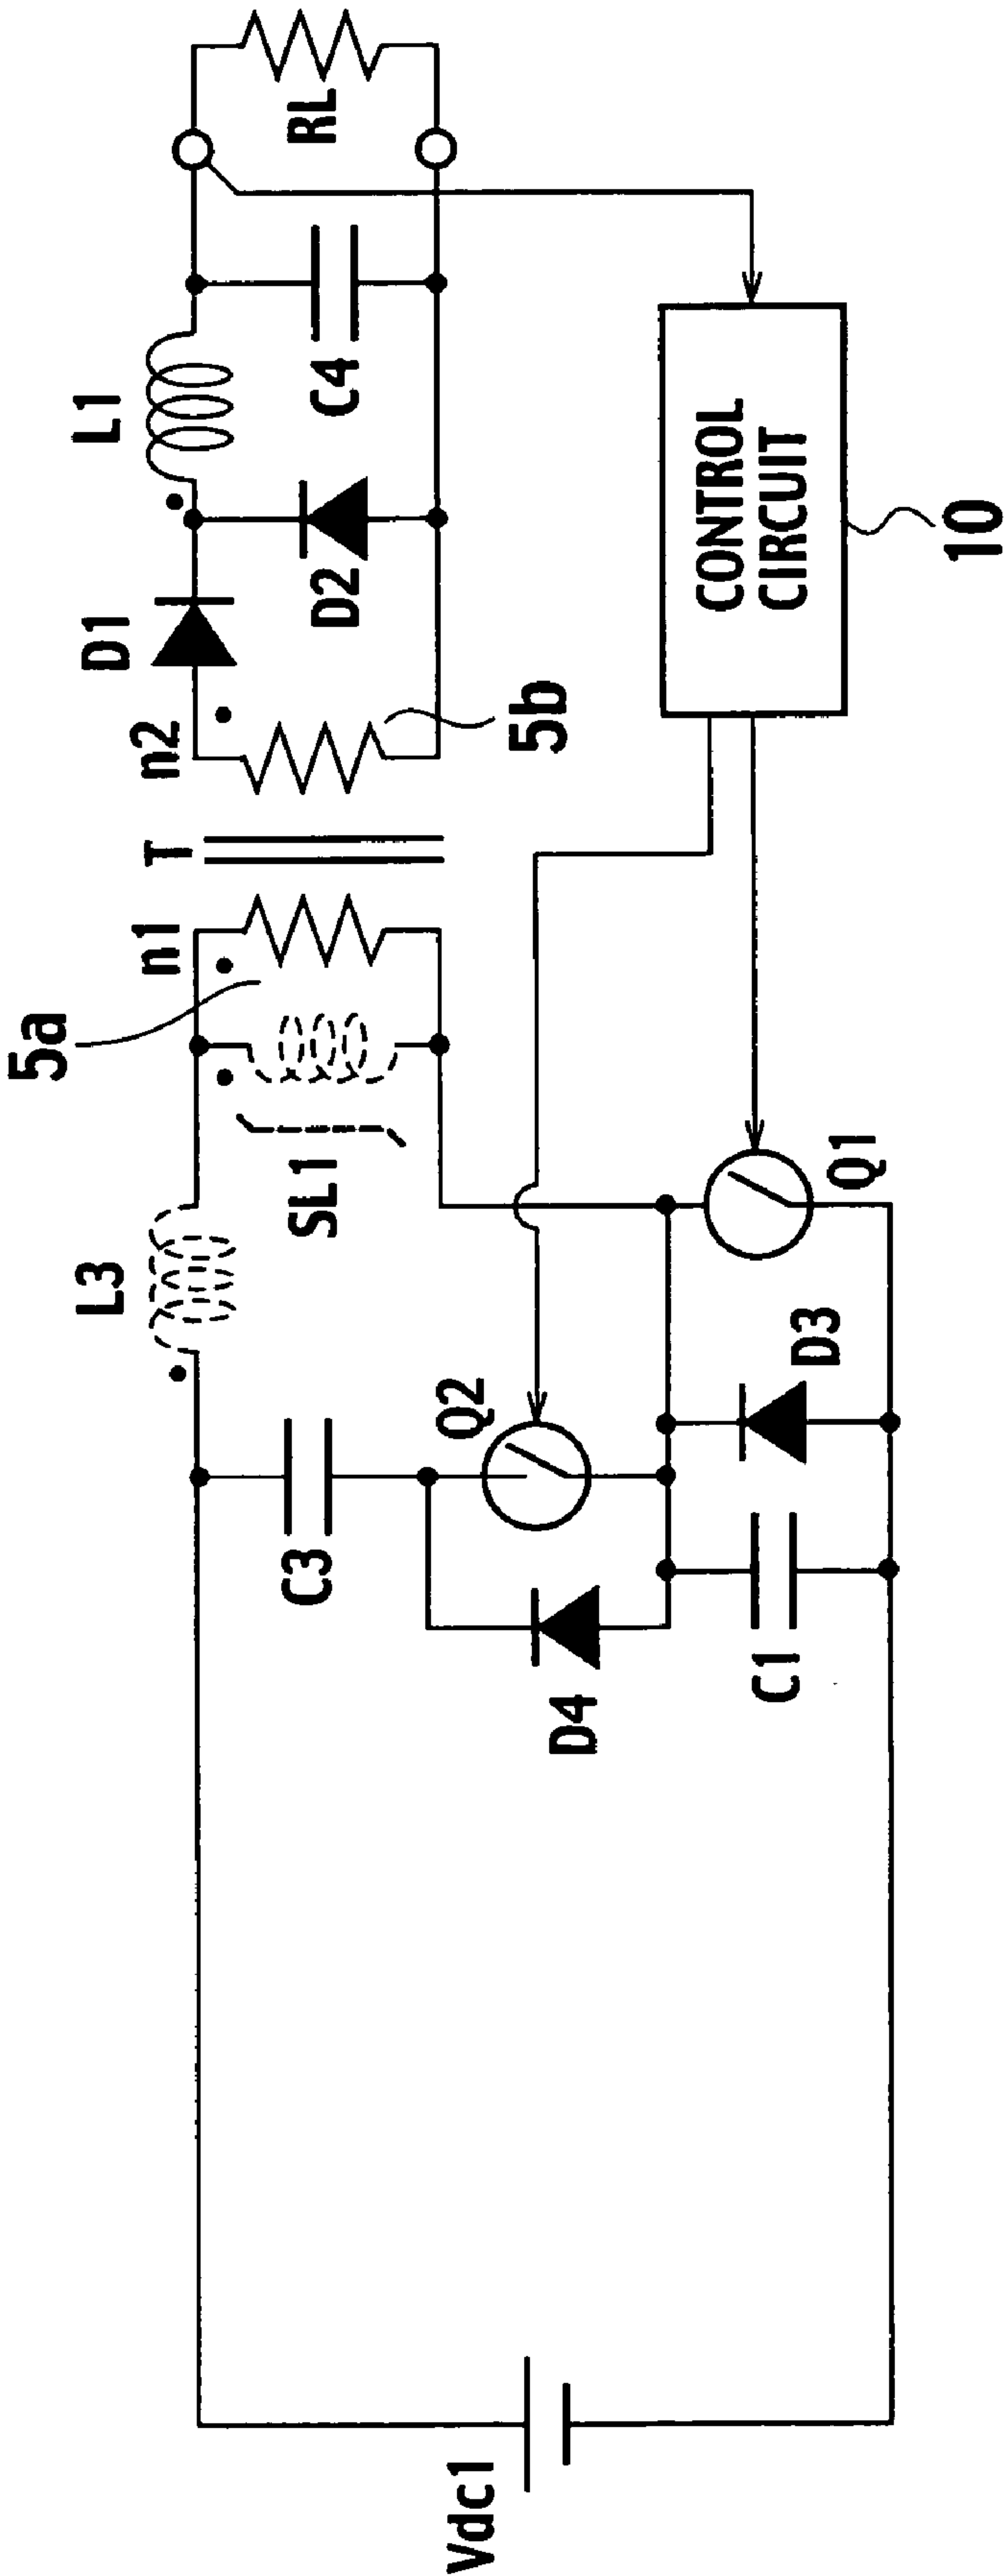 Vdc1
C3
D4
C1
Q2
D3
Q1
L3
SL1
5a
n1
T
n2
5b
D1
D2
L1
C4
RL
CONTROL
CIRCUIT
10